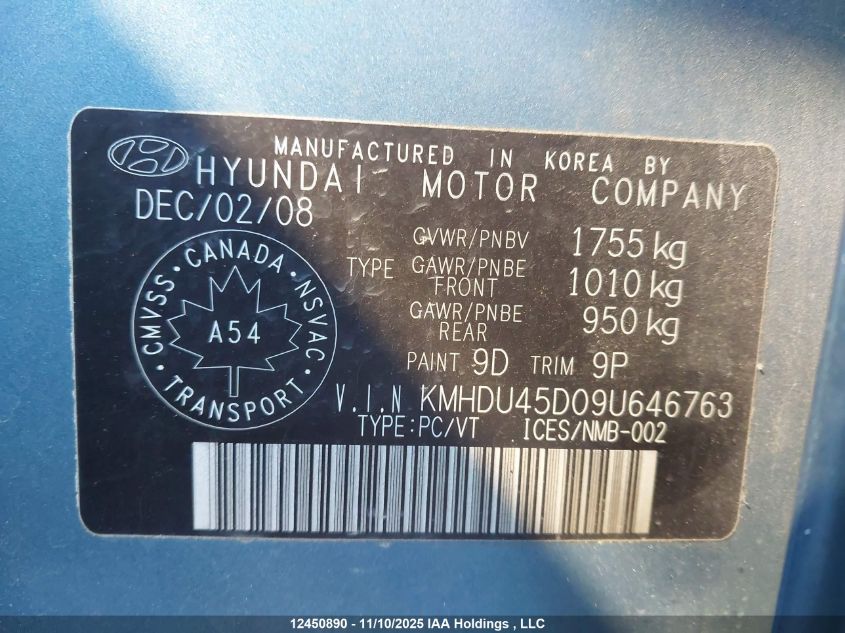 MANUFACTURED IN KOREA BY
HYUNDAI MOTOR COMPANY
DEC/02/08
GVWR/PNBV 1755 kg
TYPE GAWR/PNBE FRONT 1010 kg
GAWR/PNBE REAR 950 kg
PAINT 9D TRIM 9P
CMVSS · CANADA · NSVAC · TRANSPORT ·
A54
V.I.N KMHDU45D09U646763
TYPE:PC/VT ICES/NMB-002
12450890 - 11/10/2025 IAA Holdings , LLC